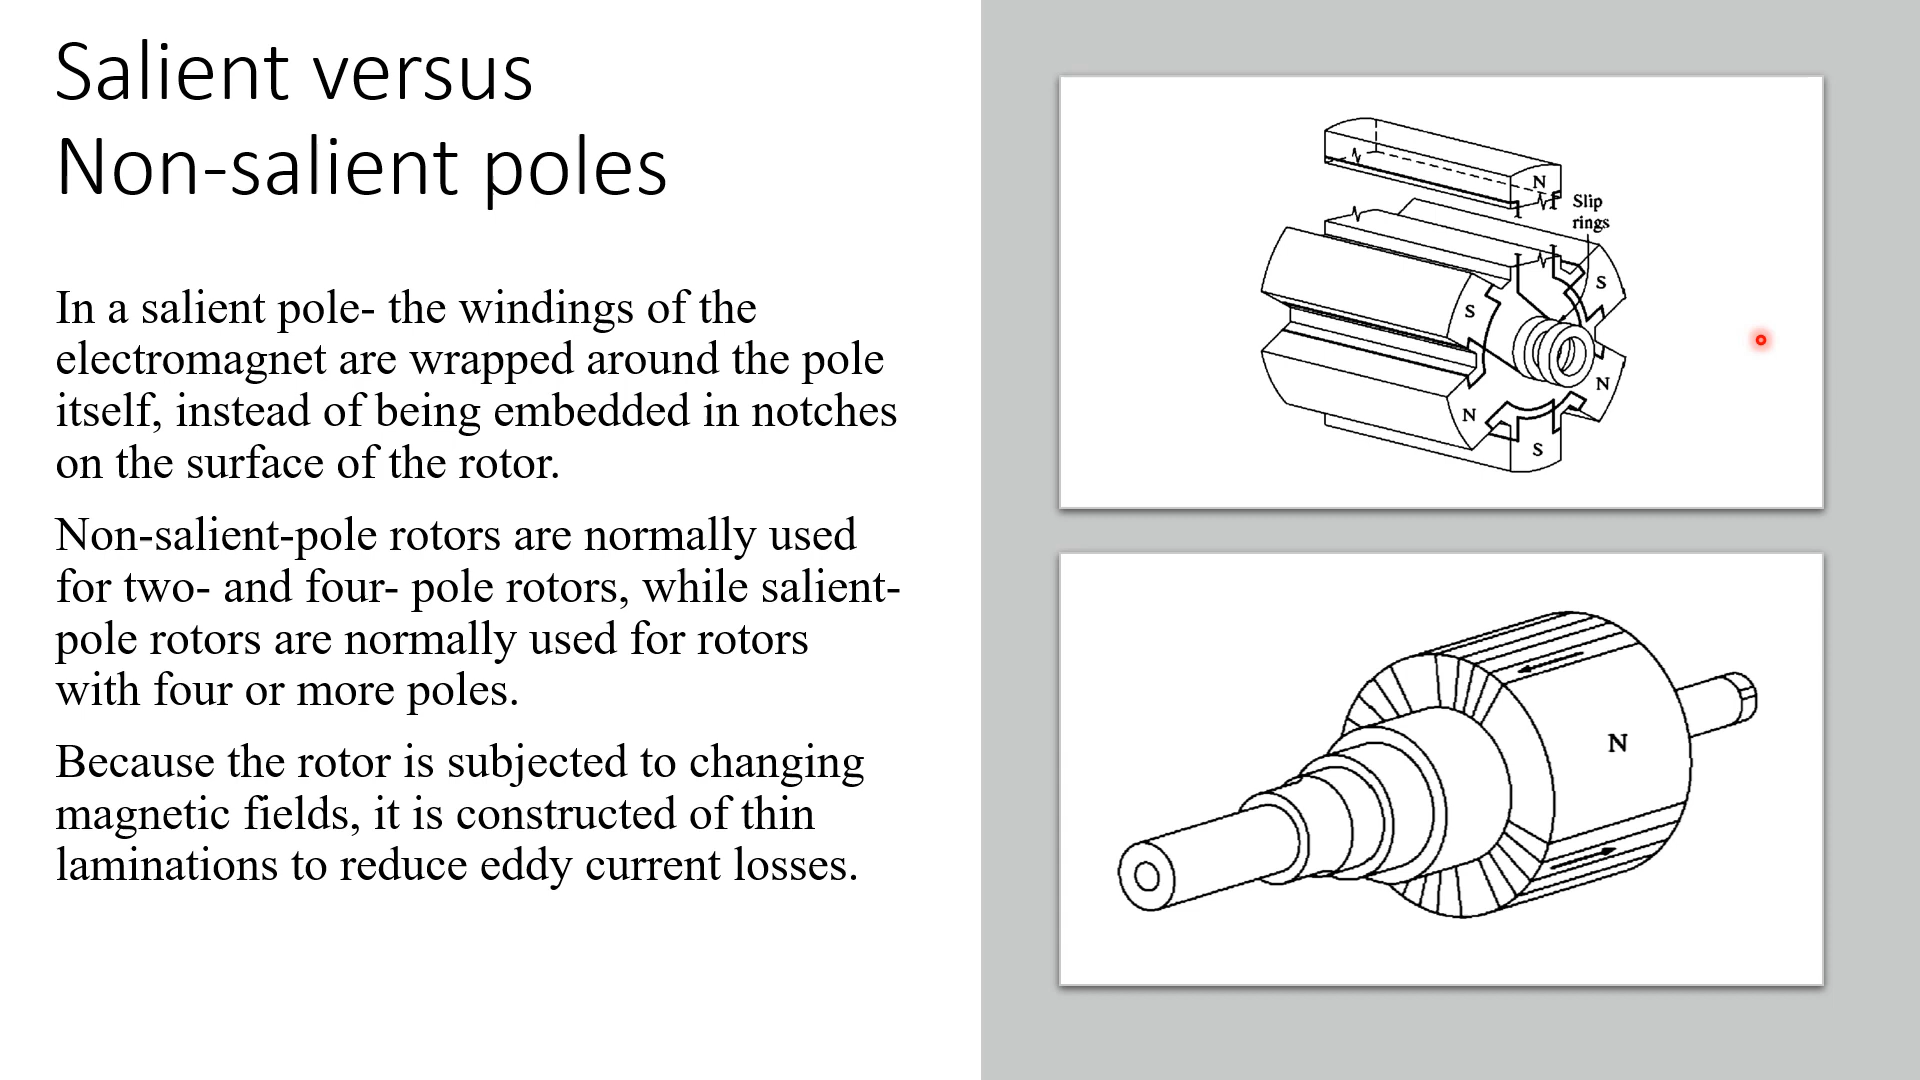 Salient versus
Non-salient poles
In a salient pole- the windings of the
electromagnet are wrapped around the pole
itself, instead of being embedded in notches
on the surface of the rotor.
Non-salient-pole rotors are normally used
for two- and four- pole rotors, while salient-
pole rotors are normally used for rotors
with four or more poles.
Because the rotor is subjected to changing
magnetic fields, it is constructed of thin
laminations to reduce eddy current losses.
N
Slip
rings
S
S
N
N
S
N